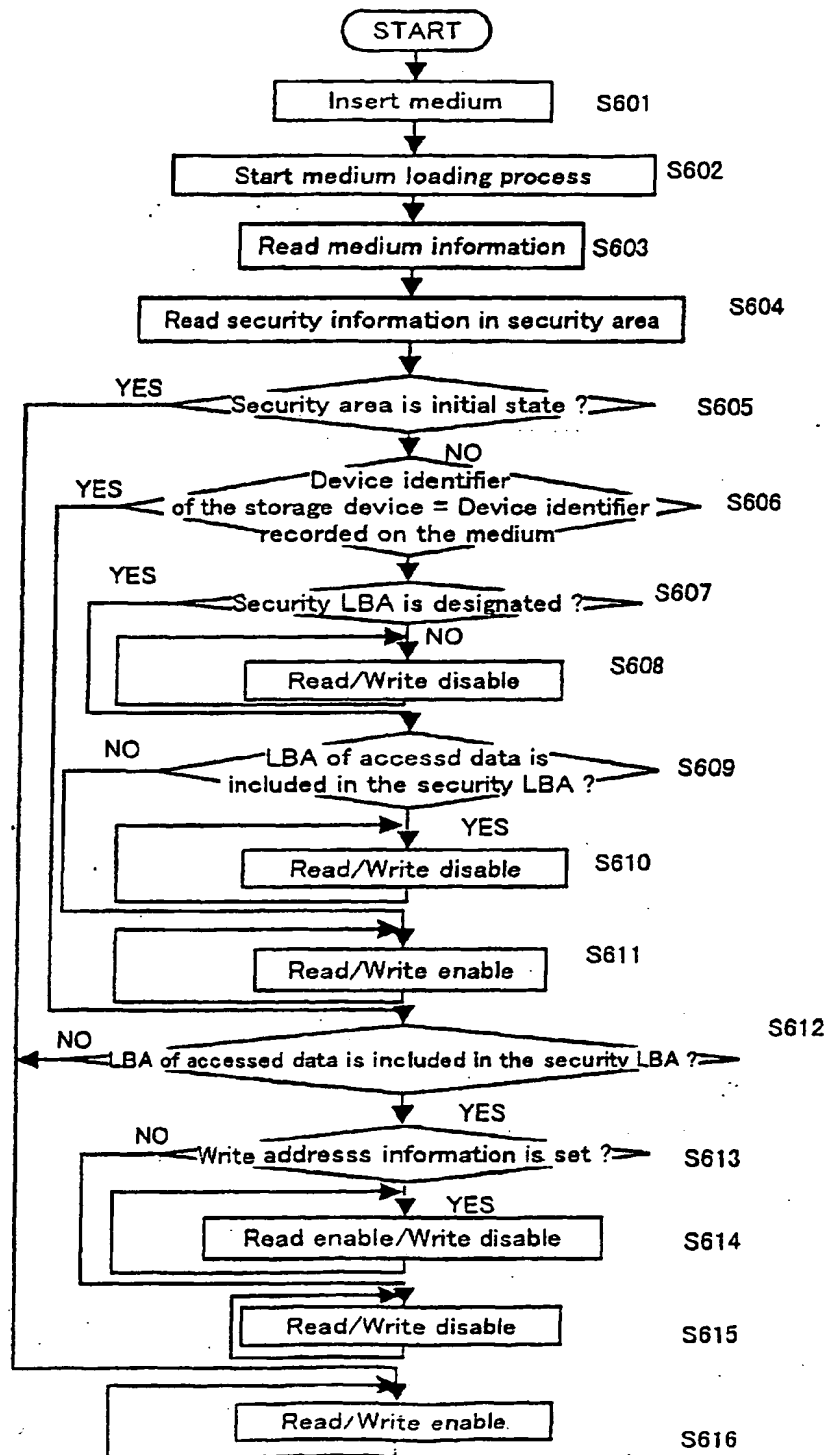 START
Insert medium S601
Start medium loading process S602
Read medium information S603
Read security information in security area S604
YES
Security area is initial state ? S605
NO
Device identifier
YES
of the storage device = Device identifier S606
recorded on the medium
YES
Security LBA is designated ? S607
NO
Read/Write disable S608
NO
LBA of accessd data is
included in the security LBA ? S609
YES
Read/Write disable S610
Read/Write enable S611
S612
NO
LBA of accessed data is included in the security LBA ?
YES
NO
Write addresss information is set ? S613
YES
Read enable/Write disable S614
Read/Write disable S615
Read/Write enable. S616